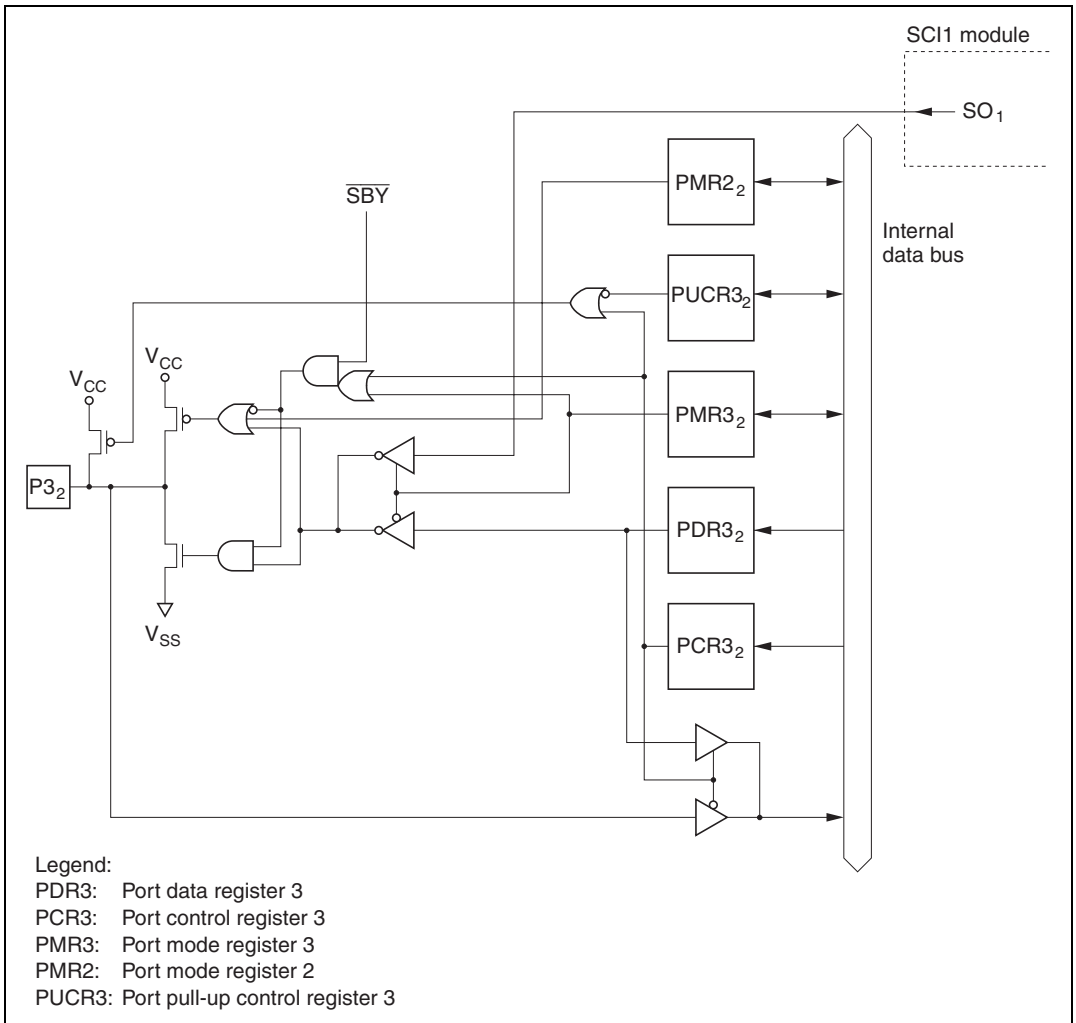 SCI1 module
SO1
PMR22
SBY
Internal
data bus
PUCR32
VCC
VCC
PMR32
P32
PDR32
VSS
PCR32
Legend:
PDR3: Port data register 3
PCR3: Port control register 3
PMR3: Port mode register 3
PMR2: Port mode register 2
PUCR3: Port pull-up control register 3